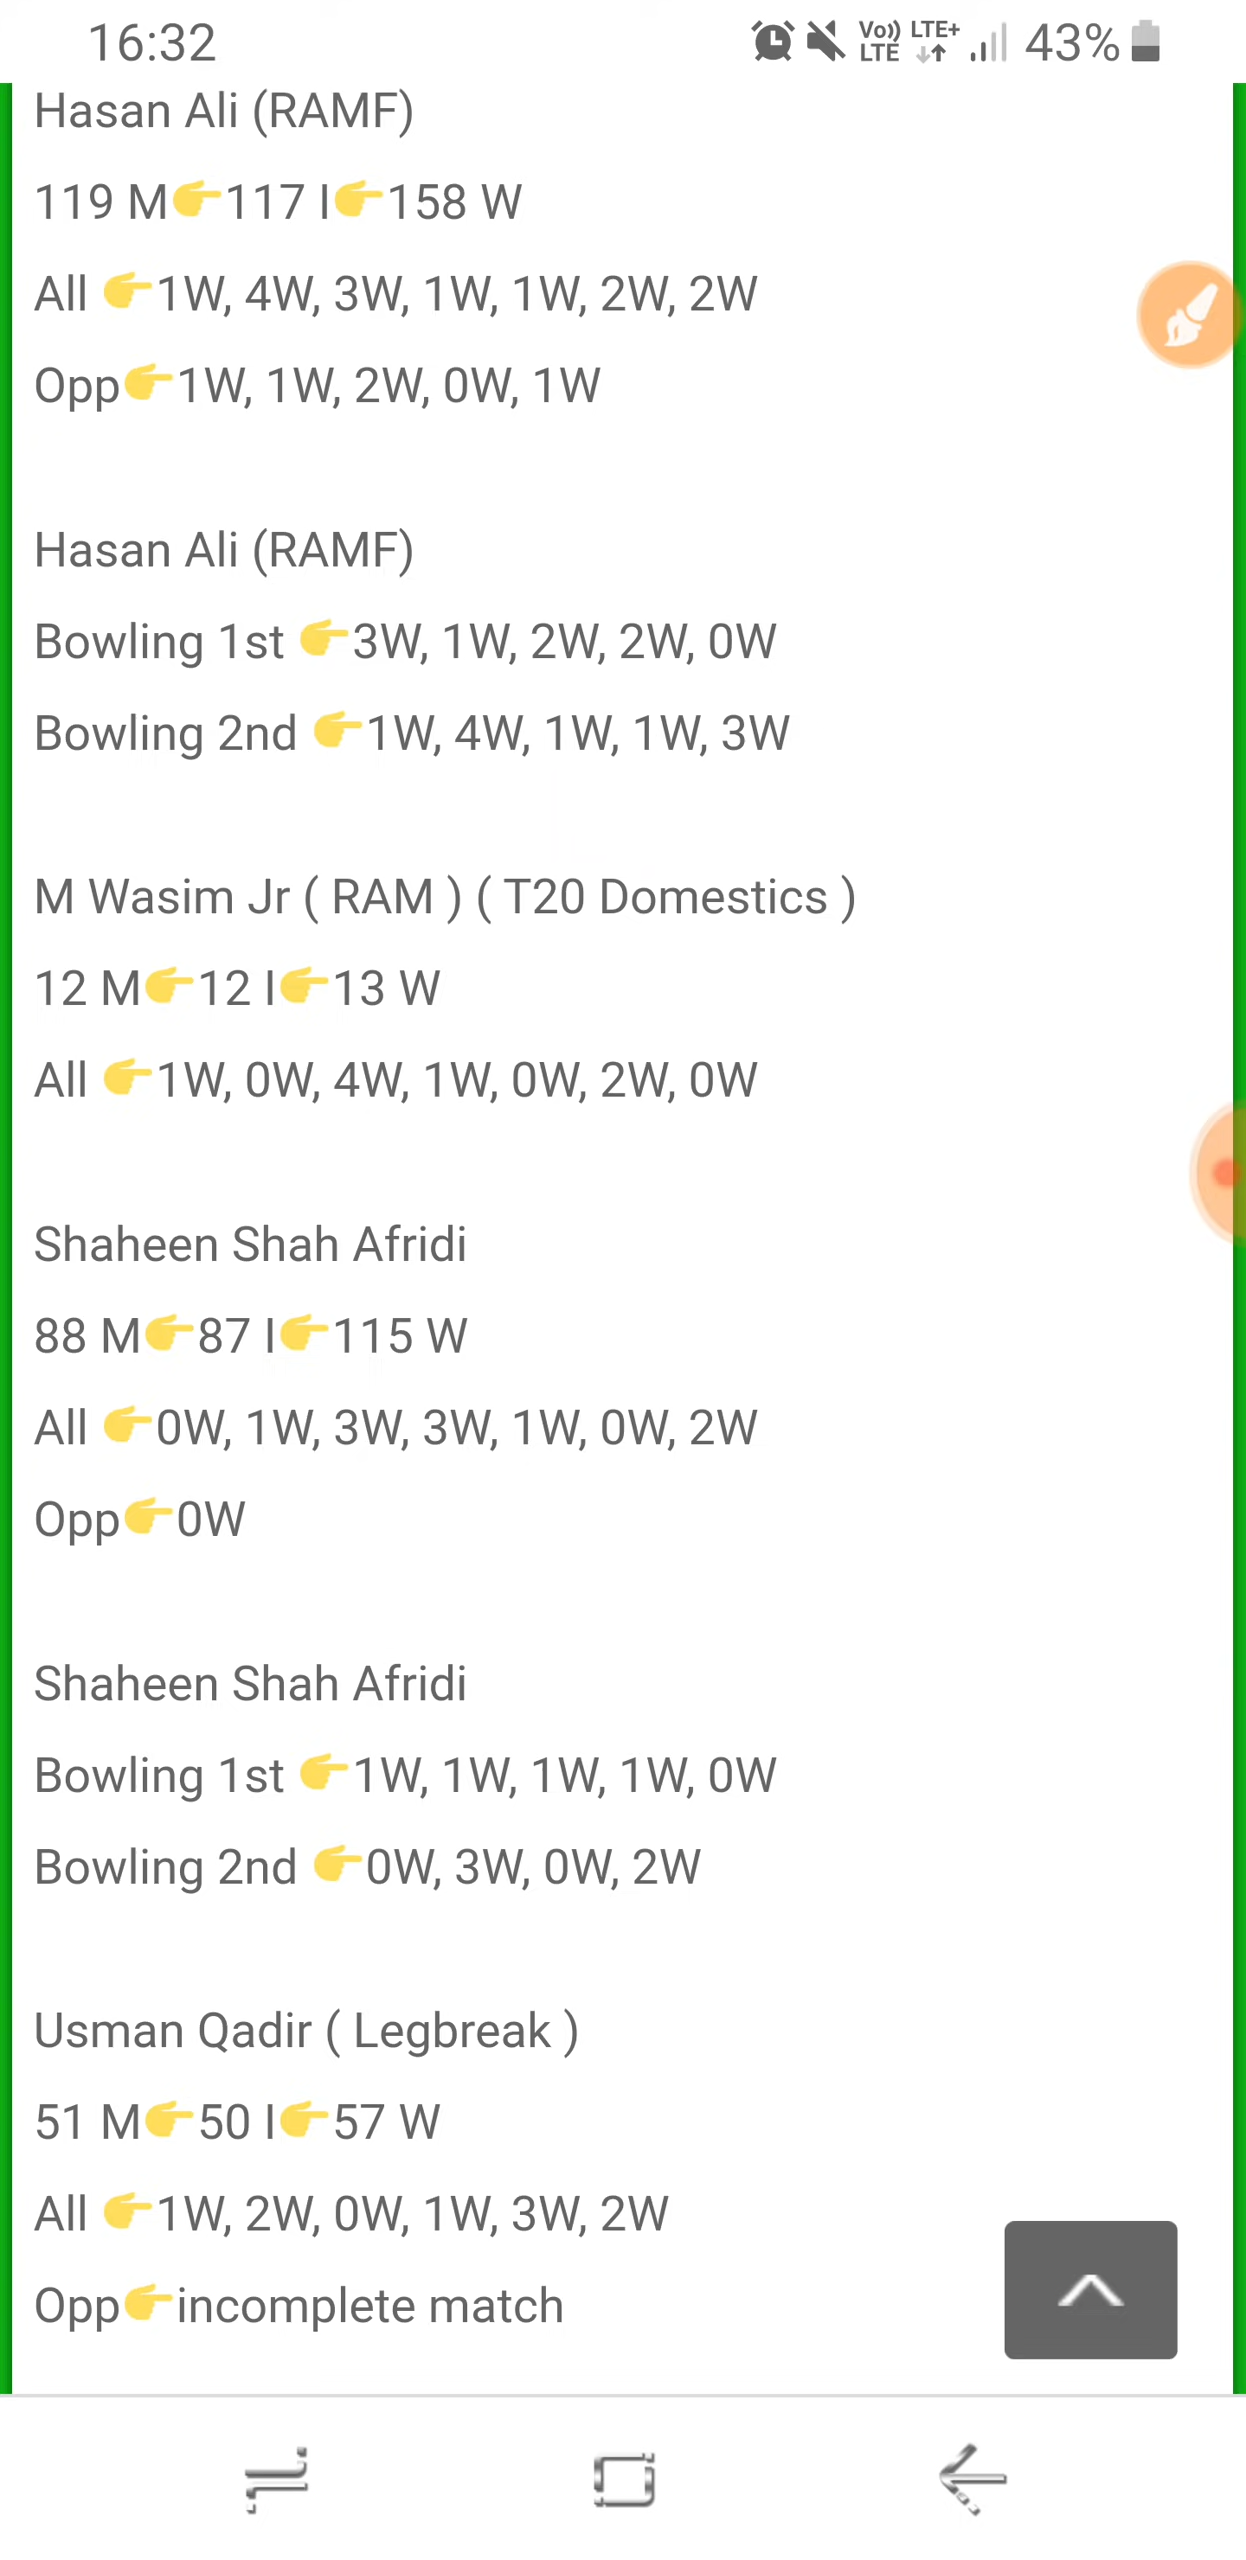 16:32 Vo)) LTE LTE+ 43%
Hasan Ali (RAMF)
119 M👉117 I👉158 W
All 👉1W, 4W, 3W, 1W, 1W, 2W, 2W
Opp👉1W, 1W, 2W, 0W, 1W
Hasan Ali (RAMF)
Bowling 1st 👉3W, 1W, 2W, 2W, 0W
Bowling 2nd 👉1W, 4W, 1W, 1W, 3W
M Wasim Jr ( RAM ) ( T20 Domestics )
12 M👉12 I👉13 W
All 👉1W, 0W, 4W, 1W, 0W, 2W, 0W
Shaheen Shah Afridi
88 M👉87 I👉115 W
All 👉0W, 1W, 3W, 3W, 1W, 0W, 2W
Opp👉0W
Shaheen Shah Afridi
Bowling 1st 👉1W, 1W, 1W, 1W, 0W
Bowling 2nd 👉0W, 3W, 0W, 2W
Usman Qadir ( Legbreak )
51 M👉50 I👉57 W
All 👉1W, 2W, 0W, 1W, 3W, 2W
Opp👉incomplete match